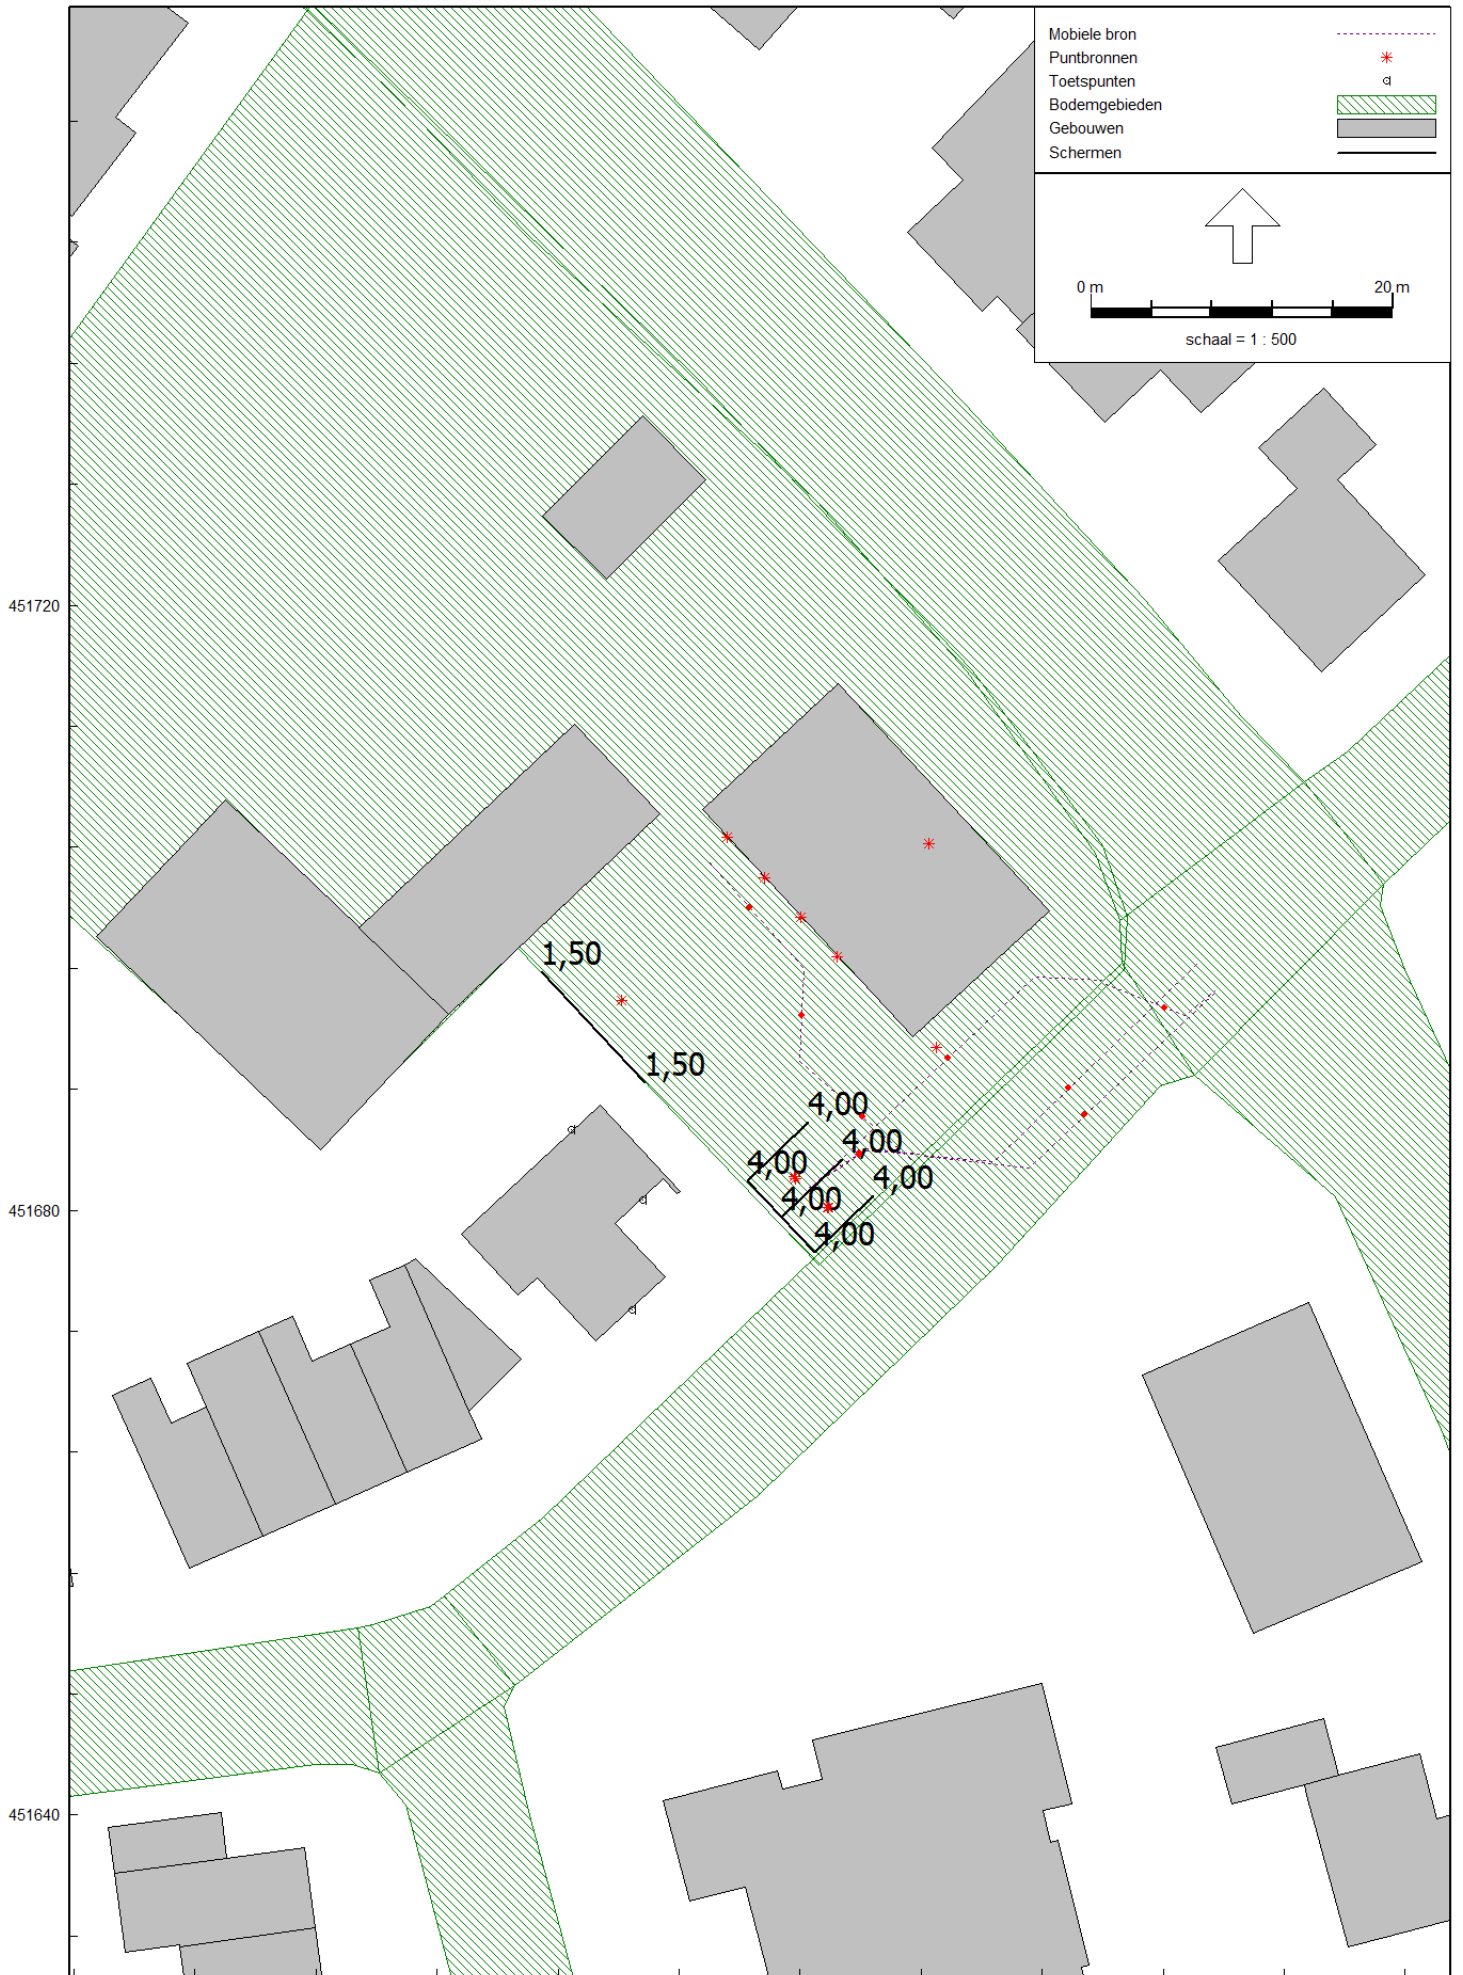 Mobiele bron
Puntbronnen
Toetspunten
Bodemgebieden
Gebouwen
Schermen
0 m 20 m
schaal = 1 : 500
451720
1,50
1,50
4,00
4,00
4,00
4,00
4,00
4,00
451680
451640